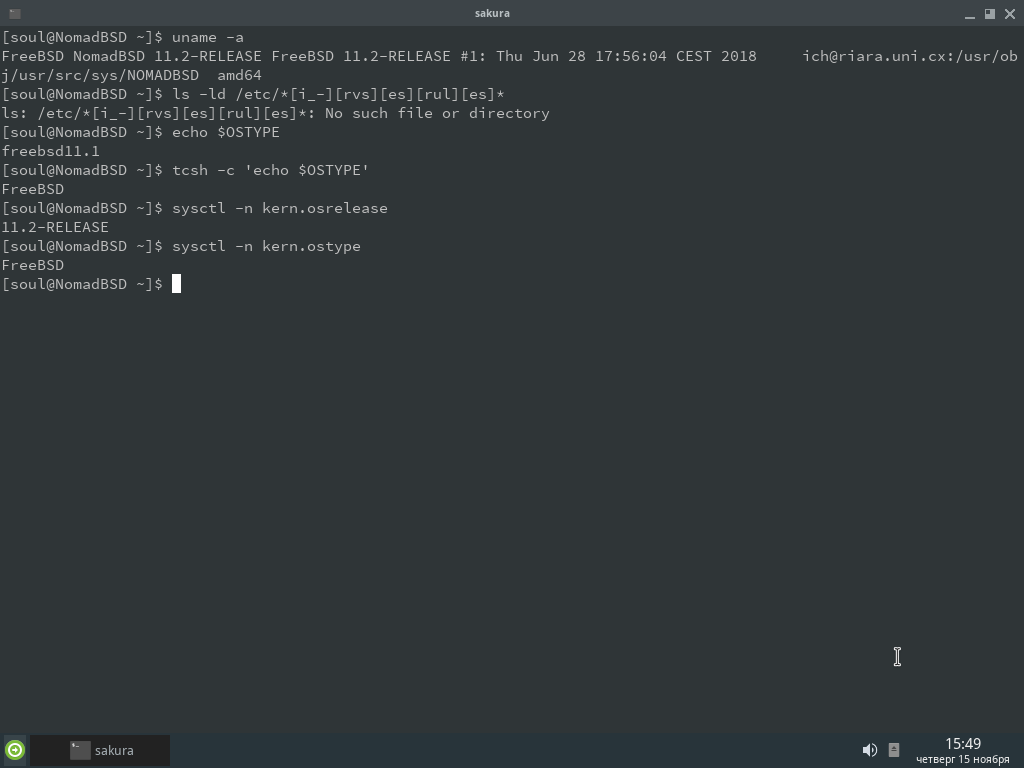 sakura
[soul@NomadBSD ~]$ uname -a
FreeBSD NomadBSD 11.2-RELEASE FreeBSD 11.2-RELEASE #1: Thu Jun 28 17:56:04 CEST 2018     ich@riara.uni.cx:/usr/ob
j/usr/src/sys/NOMADBSD  amd64
[soul@NomadBSD ~]$ ls -ld /etc/*[i_-][rvs][es][rul][es]*
ls: /etc/*[i_-][rvs][es][rul][es]*: No such file or directory
[soul@NomadBSD ~]$ echo $OSTYPE
freebsd11.1
[soul@NomadBSD ~]$ tcsh -c 'echo $OSTYPE'
FreeBSD
[soul@NomadBSD ~]$ sysctl -n kern.osrelease
11.2-RELEASE
[soul@NomadBSD ~]$ sysctl -n kern.ostype
FreeBSD
[soul@NomadBSD ~]$
sakura
15:49
четверг 15 ноября